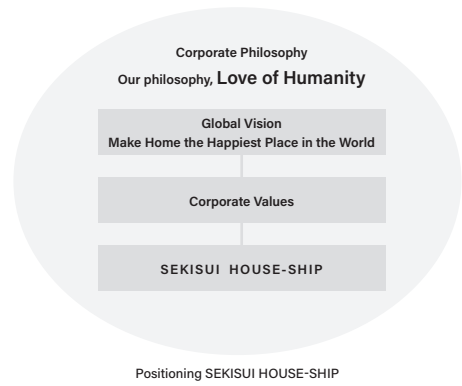 Corporate Philosophy
Our philosophy, Love of Humanity
Global Vision
Make Home the Happiest Place in the World
Corporate Values
SEKISUI HOUSE-SHIP
Positioning SEKISUI HOUSE-SHIP